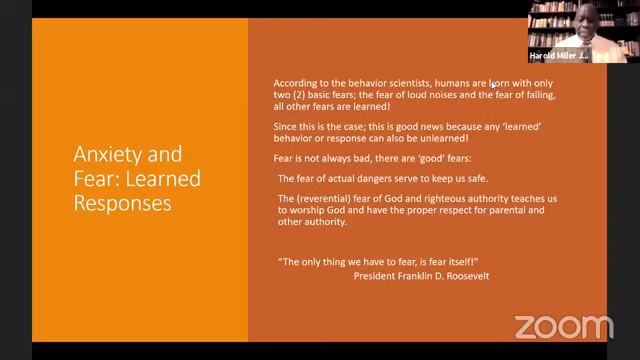 Harold Miller J...
Anxiety and
Fear: Learned
Responses
According to the behavior scientists, humans are born with only
two (2) basic fears; the fear of loud noises and the fear of falling,
all other fears are learned!
Since this is the case; this is good news because any ‘learned’
behavior or response can also be unlearned!
Fear is not always bad, there are ‘good’ fears:
The fear of actual dangers serve to keep us safe.
The (reverential) fear of God and righteous authority teaches us
to worship God and have the proper respect for parental and
other authority.
“The only thing we have to fear, is fear itself!”
President Franklin D. Roosevelt
zoom